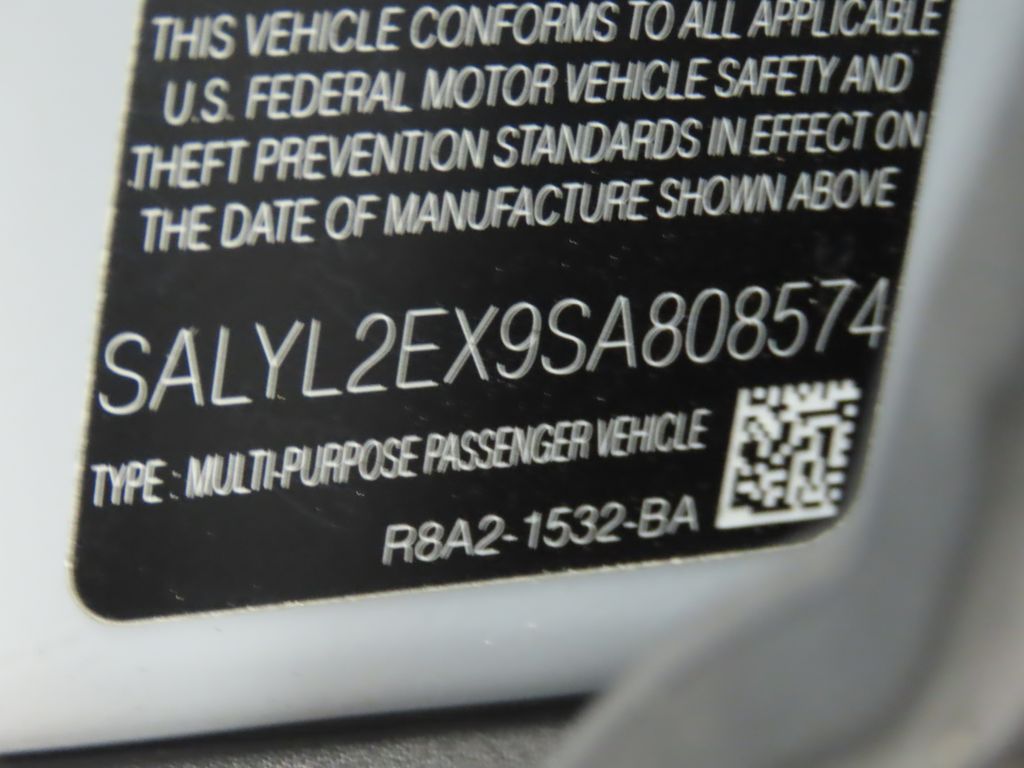 THIS VEHICLE CONFORMS TO ALL APPLICABLE
U.S. FEDERAL MOTOR VEHICLE SAFETY AND
THEFT PREVENTION STANDARDS IN EFFECT ON
THE DATE OF MANUFACTURE SHOWN ABOVE
SALYL2EX9SA808574
TYPE : MULTI-PURPOSE PASSENGER VEHICLE
R8A2-1532-BA